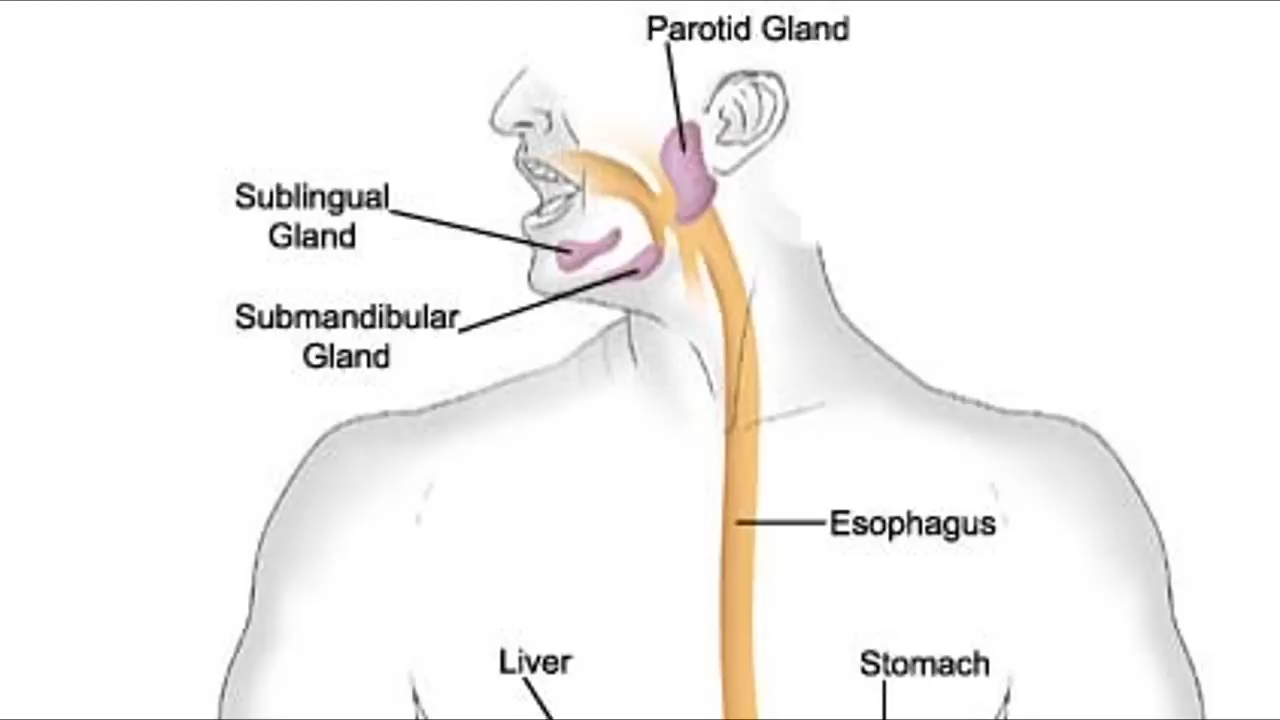 Parotid Gland
Sublingual
Gland
Submandibular
Gland
Esophagus
Liver
Stomach